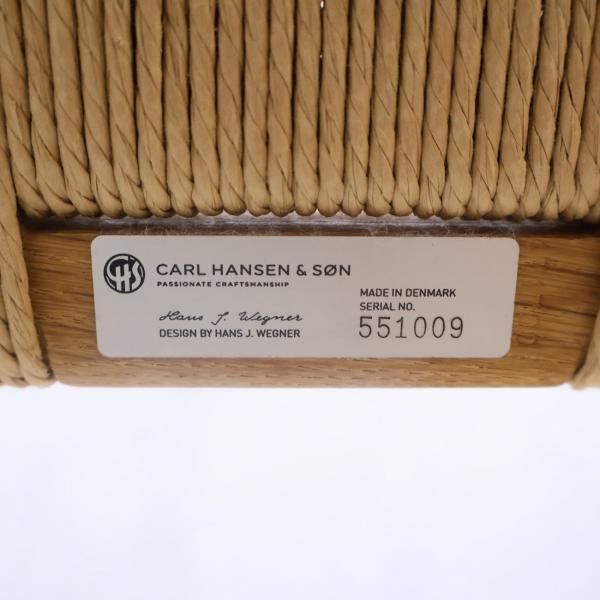 CHS
CARL HANSEN & SØN
PASSIONATE CRAFTSMANSHIP
Hans J. Wegner
DESIGN BY HANS J. WEGNER
MADE IN DENMARK
SERIAL NO.
551009